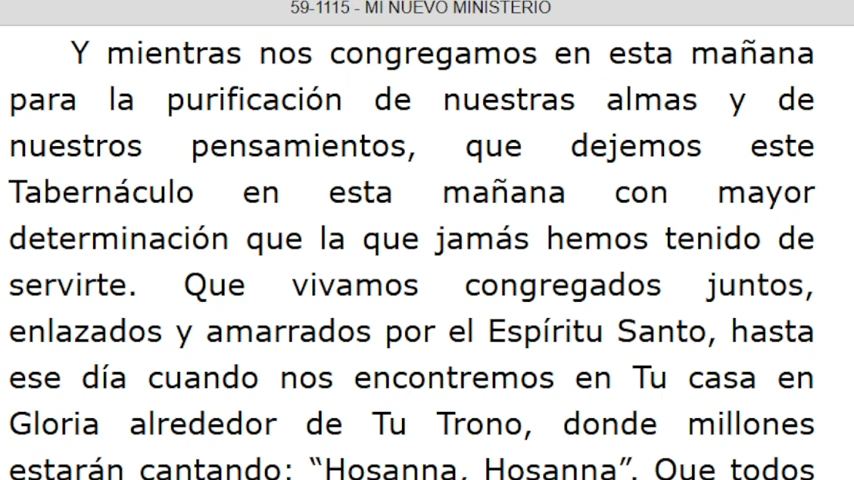 59-1115 - MI NUEVO MINISTERIO
Y mientras nos congregamos en esta mañana
para la purificación de nuestras almas y de
nuestros pensamientos, que dejemos este
Tabernáculo en esta mañana con mayor
determinación que la que jamás hemos tenido de
servirte. Que vivamos congregados juntos,
enlazados y amarrados por el Espíritu Santo, hasta
ese día cuando nos encontremos en Tu casa en
Gloria alrededor de Tu Trono, donde millones
estarán cantando: “Hosanna, Hosanna”. Que todos